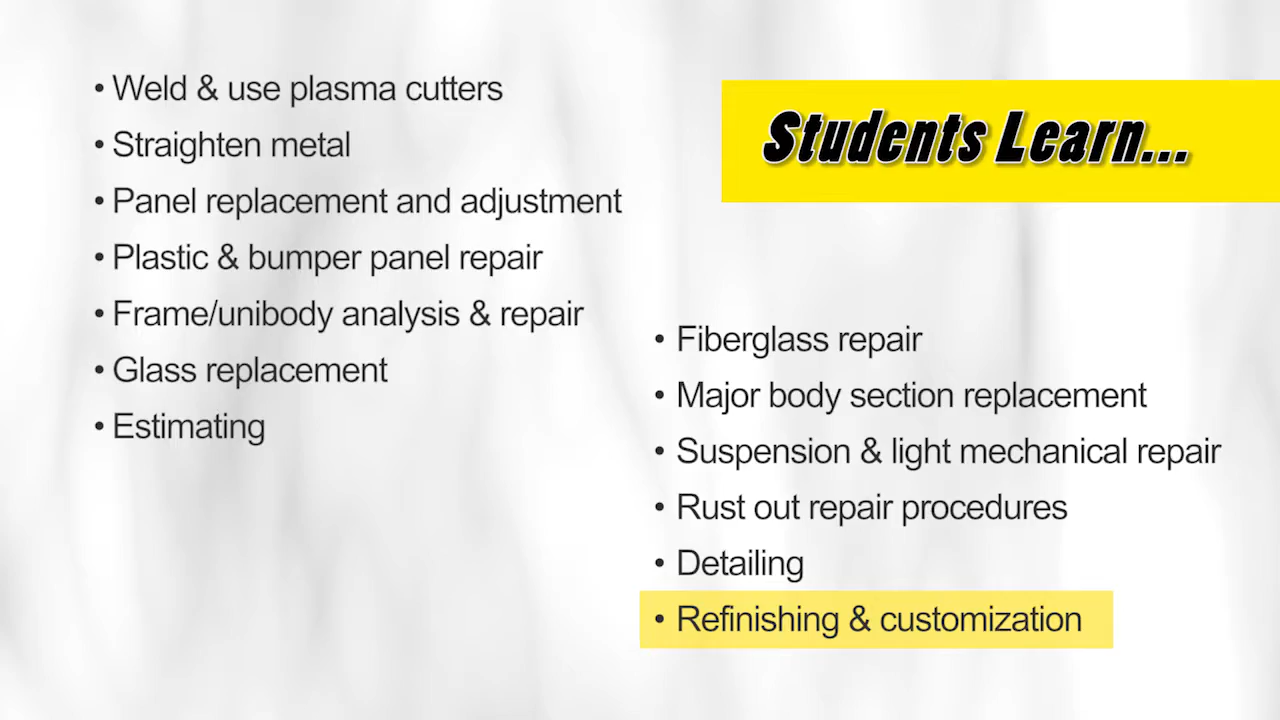 Students Learn...
• Weld & use plasma cutters
• Straighten metal
• Panel replacement and adjustment
• Plastic & bumper panel repair
• Frame/unibody analysis & repair
• Glass replacement
• Estimating
• Fiberglass repair
• Major body section replacement
• Suspension & light mechanical repair
• Rust out repair procedures
• Detailing
• Refinishing & customization